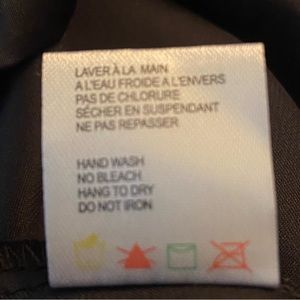 LAVER À LA MAIN
A L'EAU FROIDE A L'ENVERS
PAS DE CHLORURE
SÉCHER EN SUSPENDANT
NE PAS REPASSER
HAND WASH
NO BLEACH
HANG TO DRY
DO NOT IRON